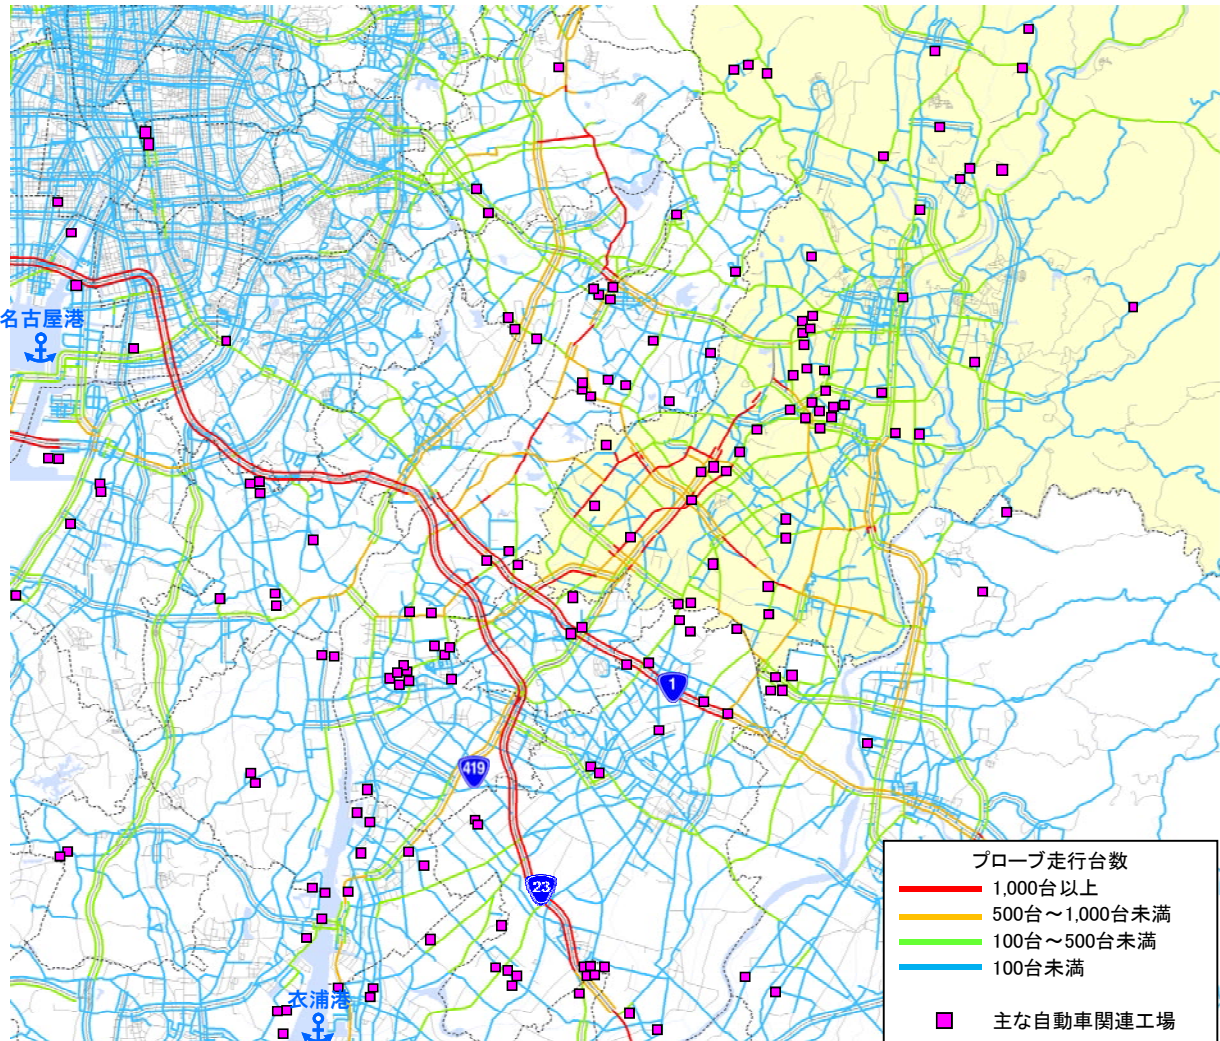 名古屋港
1
419
23
衣浦港
プローブ走行台数
1,000台以上
500台～1,000台未満
100台～500台未満
100台未満
主な自動車関連工場